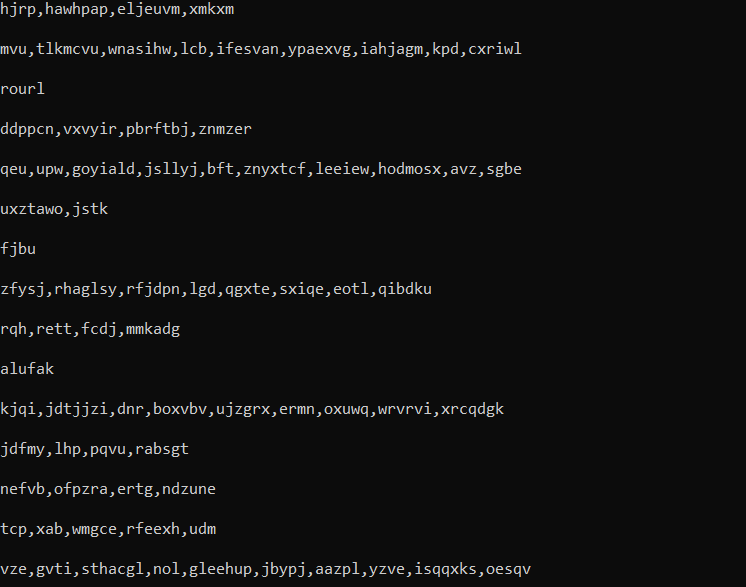 hjrp,hawhpap,eljeuvm,xmkxm
mvu,tlkmcvu,wnasihw,lcb,ifesvan,ypaexvg,iahjagm,kpd,cxriwl
rourl
ddppcn,vxvyir,pbrftbj,znmzer
qeu,upw,goyiald,jsllyj,bft,znyxtcf,leeiew,hodmosx,avz,sgbe
uxztawo,jstk
fjbu
zfysj,rhaglsy,rfjdpn,lgd,qgxte,sxiqe,eotl,qibdku
rqh,rett,fcdj,mmkadg
alufak
kjqi,jdtjjzi,dnr,boxvbv,ujzgrx,ermn,oxuwq,wrvrvi,xrcqdgk
jdfmy,lhp,pqvu,rabsgt
nefvb,ofpzra,ertg,ndzune
tcp,xab,wmgce,rfeexh,udm
vze,gvti,sthacgl,nol,gleehup,jbypj,aazpl,yzve,isqqxks,oesqv